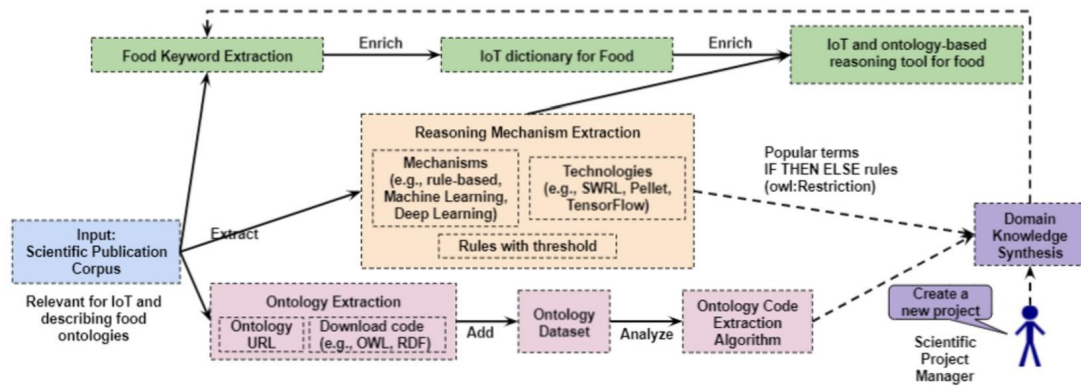 Food Keyword Extraction
Enrich
IoT dictionary for Food
Enrich
IoT and ontology-based
reasoning tool for food
Reasoning Mechanism Extraction
Mechanisms
(e.g., rule-based,
Machine Learning,
Deep Learning)
Technologies
(e.g., SWRL, Pellet,
TensorFlow)
Rules with threshold
Popular terms
IF THEN ELSE rules
(owl:Restriction)
Input:
Scientific Publication
Corpus
Extract
Relevant for IoT and
describing food
ontologies
Domain
Knowledge
Synthesis
Ontology Extraction
Ontology
URL
Download code
(e.g., OWL, RDF)
Add
Ontology
Dataset
Analyze
Ontology Code
Extraction
Algorithm
Create a
new project
Scientific
Project
Manager